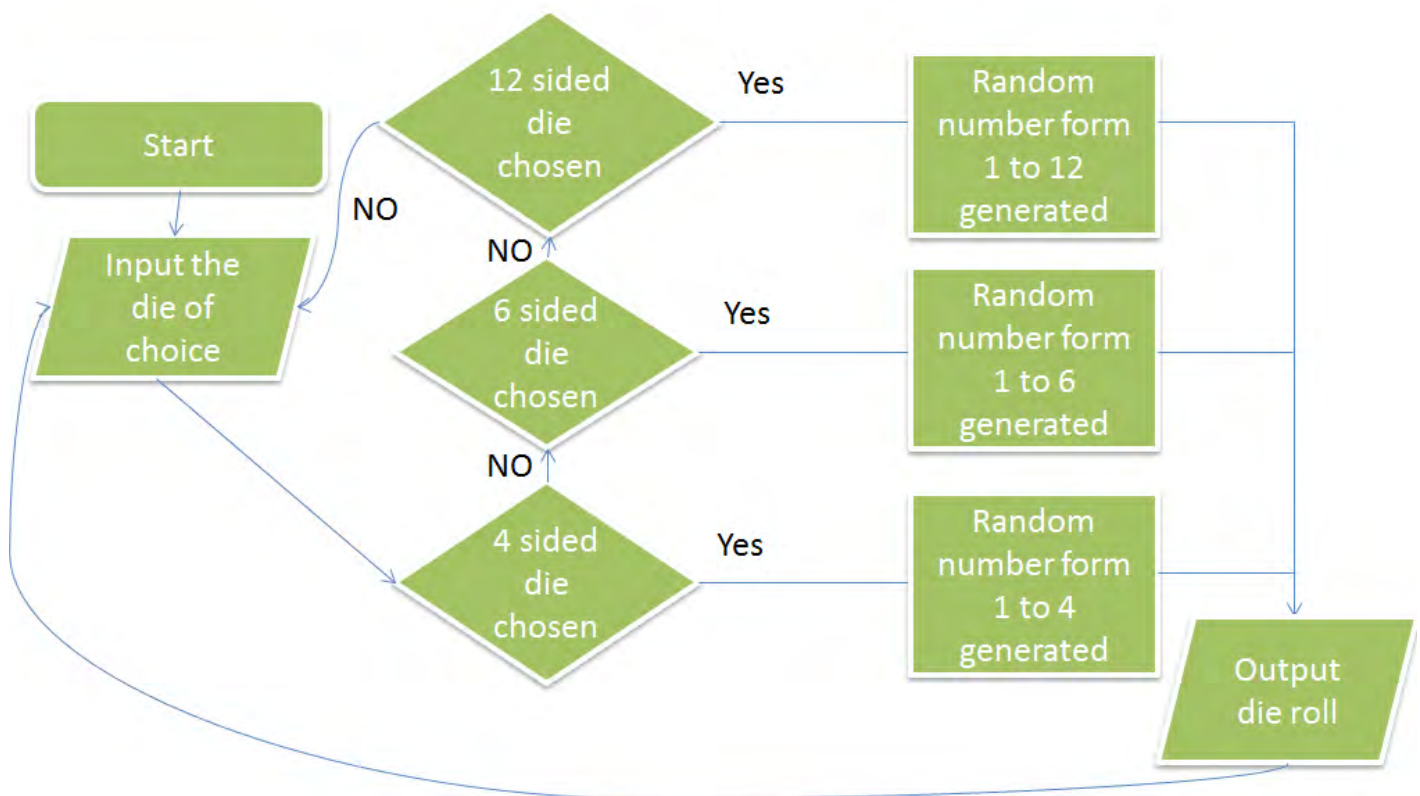 Start
Input the
die of
choice
12 sided
die
chosen
Yes
Random
number form
1 to 12
generated
NO
NO
6 sided
die
chosen
Yes
Random
number form
1 to 6
generated
NO
4 sided
die
chosen
Yes
Random
number form
1 to 4
generated
Output
die roll